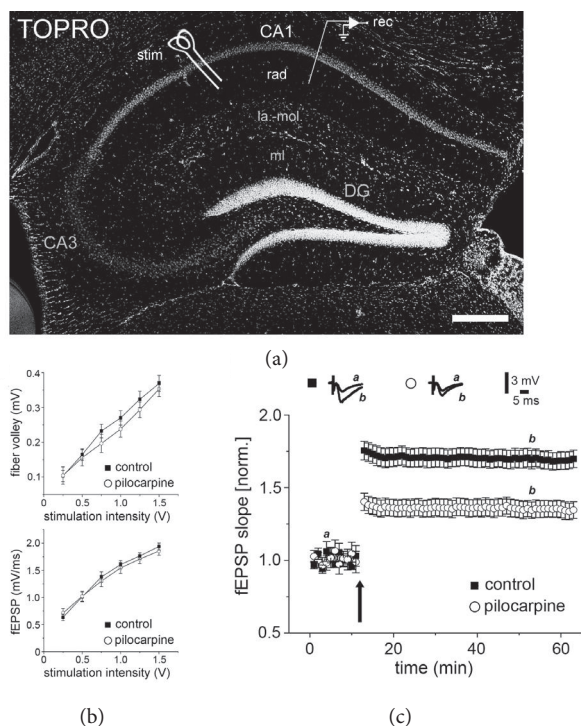 TOPRO
stim
CA1
rec
rad
la.-mol.
ml
DG
CA3
(a)
fiber volley (mV)
0.4
0.3
0.2
0.1
control
pilocarpine
0 0.5 1.0 1.5
stimulation intensity (V)
fEPSP (mV/ms)
2.0
1.5
1.0
0.5
0
control
pilocarpine
0 0.5 1.0 1.5
stimulation intensity (V)
(b)
a
b
a
b
3 mV
5 ms
fEPSP slope [norm.]
2.0
1.5
1.0
0.5
a
b
b
control
pilocarpine
0 20 40 60
time (min)
(c)